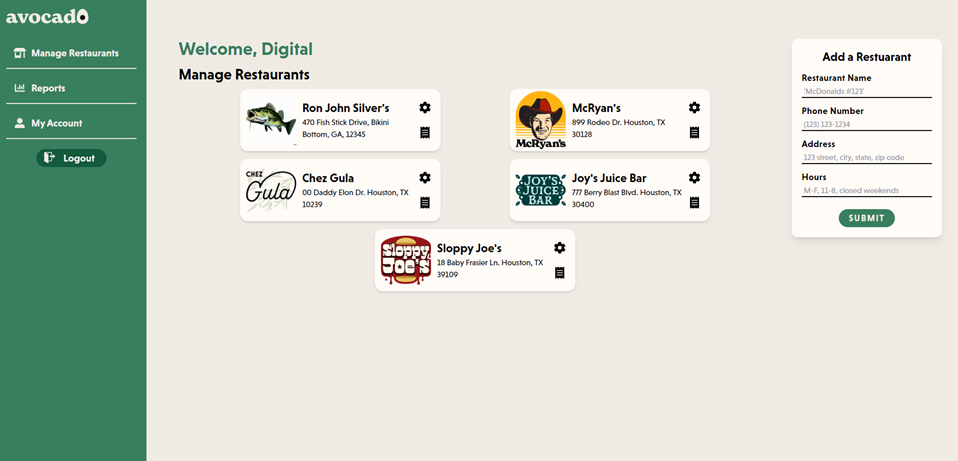 avocado
Manage Restaurants
Reports
My Account
Logout
Welcome, Digital
Manage Restaurants
Ron John Silver's
470 Fish Stick Drive, Bikini
Bottom, GA, 12345
McRyan's
McRyan's
899 Rodeo Dr. Houston, TX
30128
CHEZ
Gula
Chez Gula
00 Daddy Elon Dr. Houston, TX
10239
JOY'S
JUICE
BAR
Joy's Juice Bar
777 Berry Blast Blvd. Houston, TX
30400
Sloppy
JOE'S
Sloppy Joe's
18 Baby Frasier Ln. Houston, TX
39109
Add a Restuarant
Restaurant Name
'McDonalds #123'
Phone Number
(123) 123-1234
Address
123 street, city, state, zip code
Hours
M-F, 11-8, closed weekends
SUBMIT